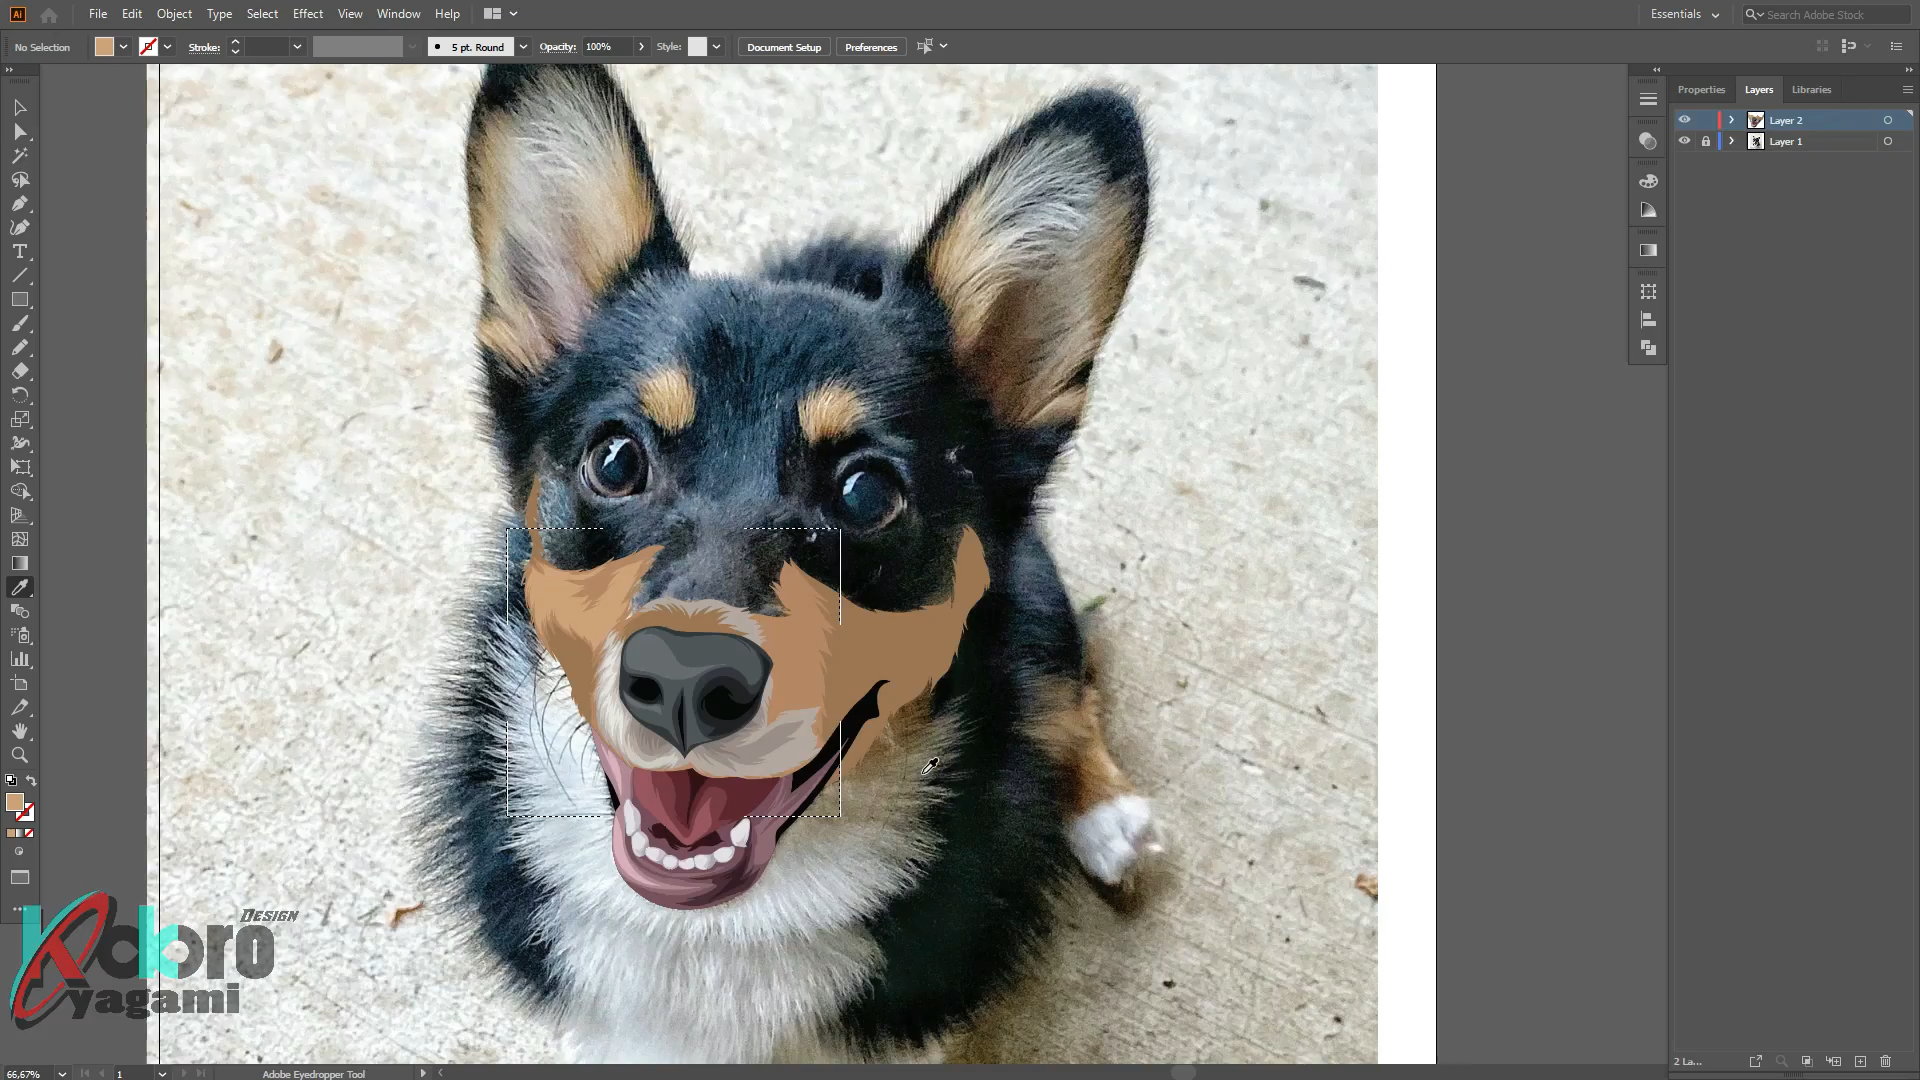 Ai
File Edit Object Type Select Effect View Window Help
Essentials
Search Adobe Stock
No Selection
Stroke:
5 pt. Round
Opacity: 100%
Style:
Document Setup
Preferences
Properties Layers Libraries
Layer 2
Layer 1
T
Design
Kokoro
yagami
66,67%
1
Adobe Eyedropper Tool
2 La...